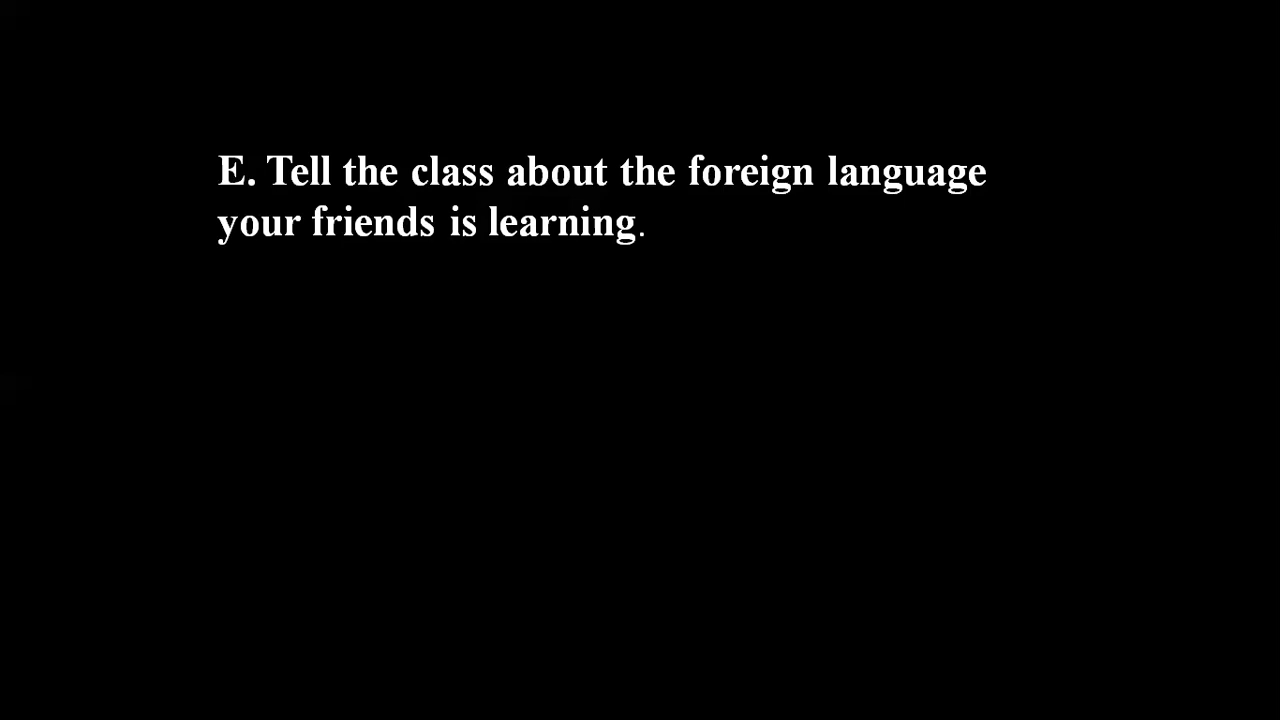 E. Tell the class about the foreign language
your friends is learning.